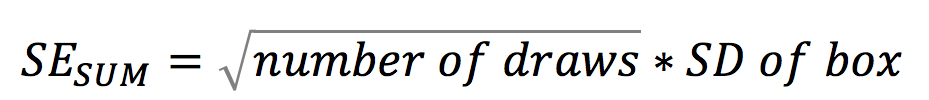 SE_SUM = √number of draws * SD of box